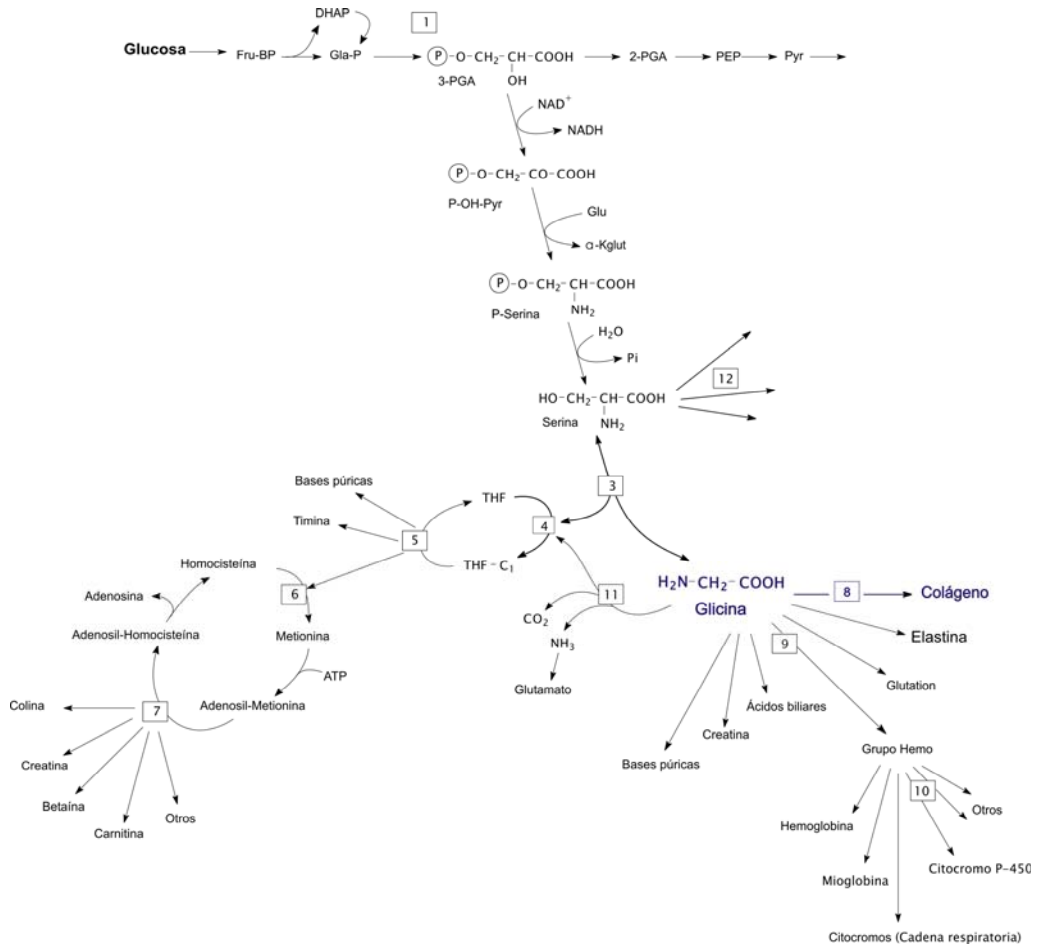 DHAP
1
Glucosa
Fru-BP
Gla-P
P-O-CH₂-CH-COOH
OH
3-PGA
2-PGA
PEP
Pyr
NAD⁺
NADH
P-O-CH₂-CO-COOH
P-OH-Pyr
Glu
α-Kglut
P-O-CH₂-CH-COOH
NH₂
P-Serina
H₂O
Pi
12
HO-CH₂-CH-COOH
NH₂
Serina
3
Bases púricas
THF
Timina
5
4
THF-C₁
Homocisteína
6
Adenosina
Adenosil-Homocisteína
Metionina
ATP
Adenosil-Metionina
11
CO₂
NH₃
Glutamato
H₂N-CH₂-COOH
Glicina
8
Colágeno
Elastina
9
Glutation
Ácidos biliares
Creatina
Bases púricas
Grupo Hemo
Colina
7
Creatina
Betaína
Carnitina
Otros
10
Otros
Hemoglobina
Citocromo P-450
Mioglobina
Citocromos (Cadena respiratoria)